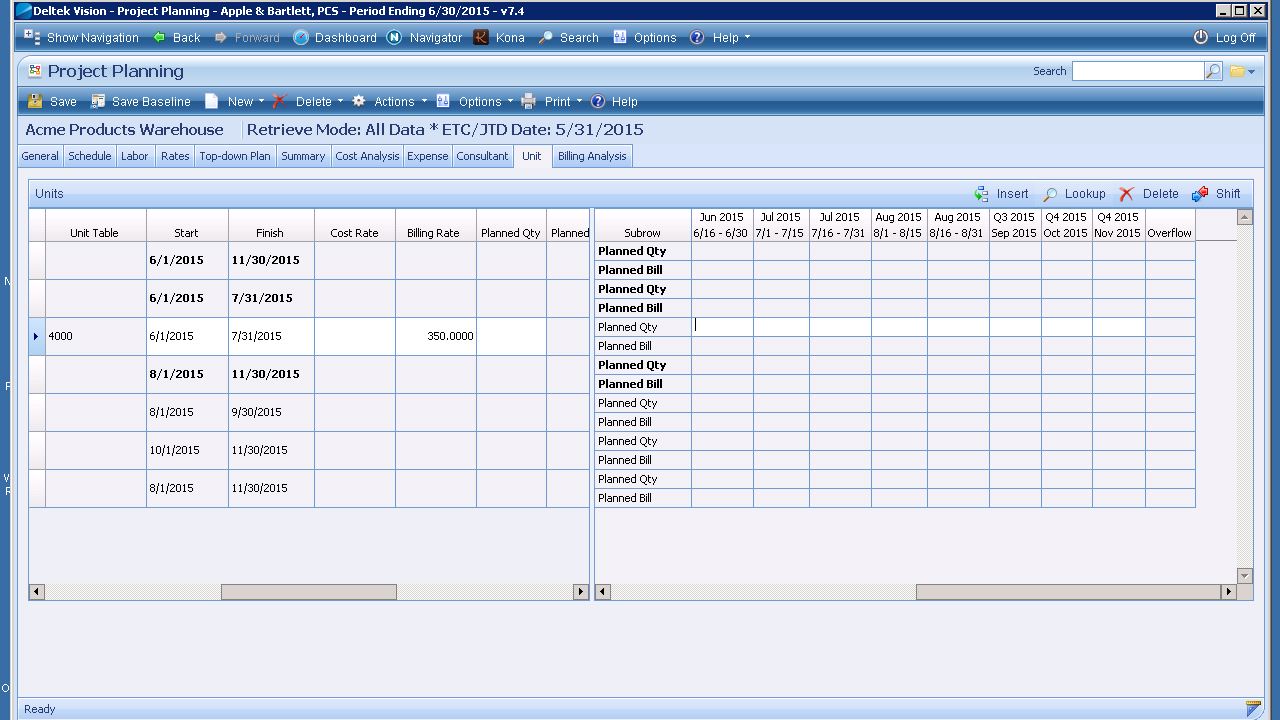 Deltek Vision - Project Planning - Apple & Bartlett, PCS - Period Ending 6/30/2015 - v7.4
Show Navigation Back Forward Dashboard Navigator Kona Search Options Help Log Off
Project Planning Search
Save Save Baseline New Delete Actions Options Print Help
Acme Products Warehouse Retrieve Mode: All Data * ETC/JTD Date: 5/31/2015
General Schedule Labor Rates Top-down Plan Summary Cost Analysis Expense Consultant Unit Billing Analysis
Units Insert Lookup Delete Shift
Jun 2015 Jul 2015 Jul 2015 Aug 2015 Aug 2015 Q3 2015 Q4 2015 Q4 2015
Unit Table Start Finish Cost Rate Billing Rate Planned Qty Planned Subrow 6/16 - 6/30 7/1 - 7/15 7/16 - 7/31 8/1 - 8/15 8/16 - 8/31 Sep 2015 Oct 2015 Nov 2015 Overflow
6/1/2015 11/30/2015 Planned Qty
Planned Bill
6/1/2015 7/31/2015 Planned Qty
Planned Bill
4000 6/1/2015 7/31/2015 350.0000 Planned Qty
Planned Bill
8/1/2015 11/30/2015 Planned Qty
Planned Bill
8/1/2015 9/30/2015 Planned Qty
Planned Bill
10/1/2015 11/30/2015 Planned Qty
Planned Bill
8/1/2015 11/30/2015 Planned Qty
Planned Bill
Ready